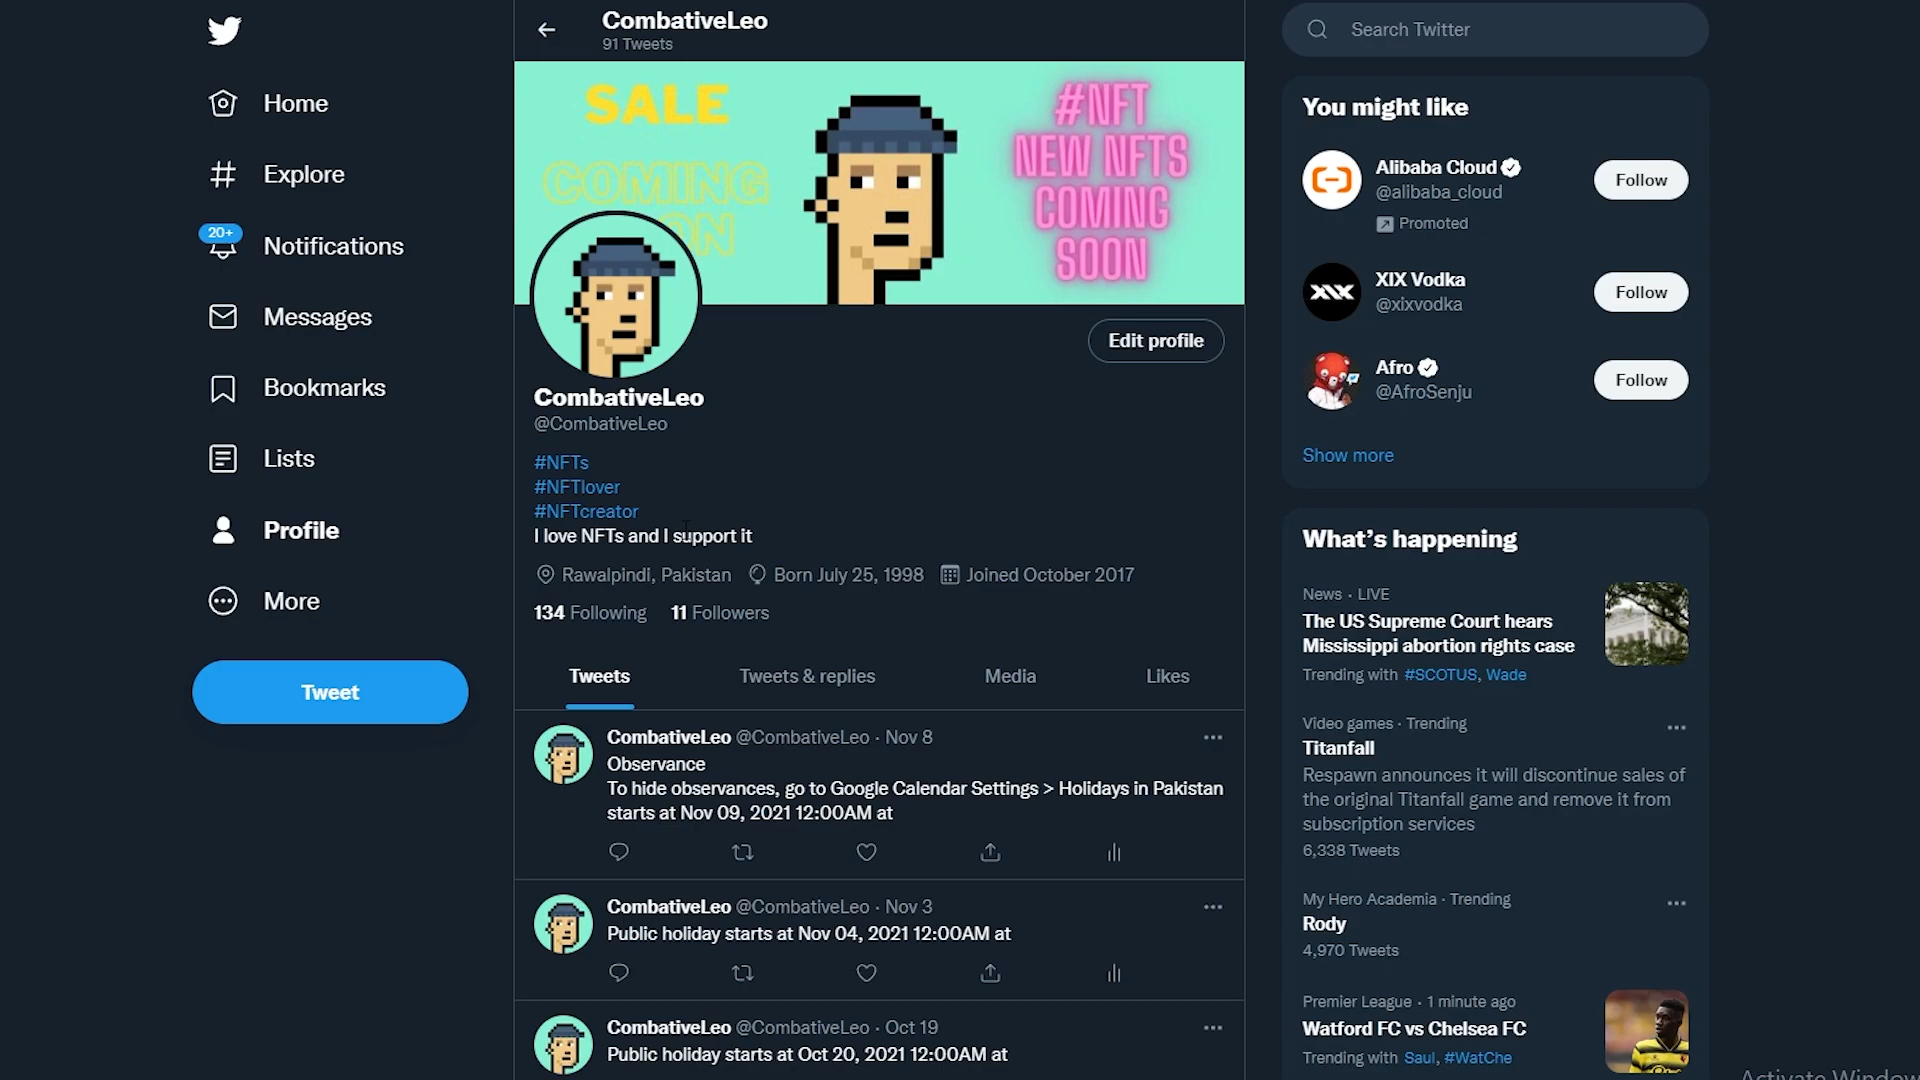 Home
Explore
20+
Notifications
Messages
Bookmarks
Lists
Profile
More
Tweet
CombativeLeo
91 Tweets
SALE
COMING
#NFT
NEW NFTS
COMING
SOON
Edit profile
CombativeLeo
@CombativeLeo
#NFTs
#NFTlover
#NFTcreator
I love NFTs and I support it
Rawalpindi, Pakistan Born July 25, 1998 Joined October 2017
134 Following 11 Followers
Tweets Tweets & replies Media Likes
CombativeLeo @CombativeLeo · Nov 8
Observance
To hide observances, go to Google Calendar Settings > Holidays in Pakistan
starts at Nov 09, 2021 12:00AM at
CombativeLeo @CombativeLeo · Nov 3
Public holiday starts at Nov 04, 2021 12:00AM at
CombativeLeo @CombativeLeo · Oct 19
Public holiday starts at Oct 20, 2021 12:00AM at
Search Twitter
You might like
Alibaba Cloud
@alibaba_cloud
Promoted
Follow
XIX Vodka
@xixvodka
Follow
Afro
@AfroSenju
Follow
Show more
What's happening
News · LIVE
The US Supreme Court hears
Mississippi abortion rights case
Trending with #SCOTUS, Wade
Video games · Trending
Titanfall
Respawn announces it will discontinue sales of
the original Titanfall game and remove it from
subscription services
6,338 Tweets
My Hero Academia · Trending
Rody
4,970 Tweets
Premier League · 1 minute ago
Watford FC vs Chelsea FC
Trending with Saul, #WatChe